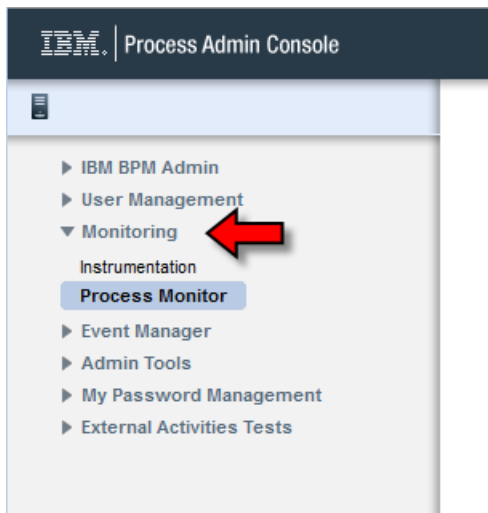 IBM. | Process Admin Console
IBM BPM Admin
User Management
Monitoring
Instrumentation
Process Monitor
Event Manager
Admin Tools
My Password Management
External Activities Tests